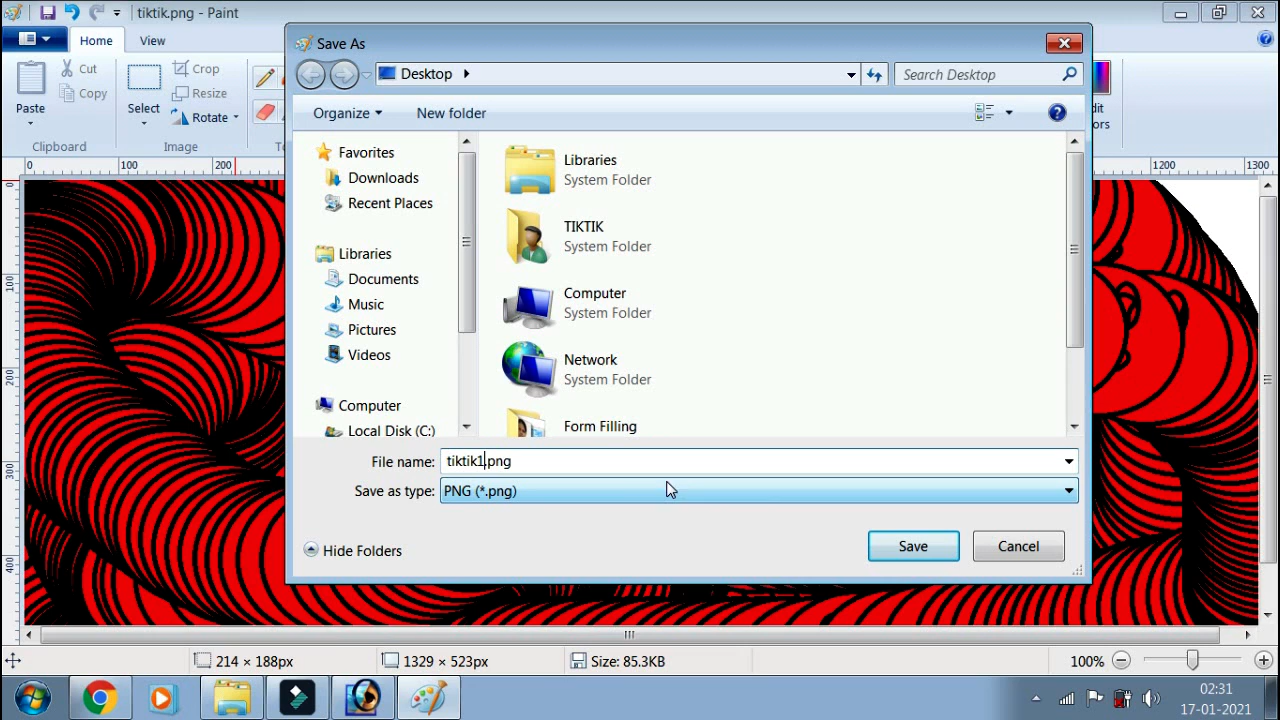 tiktik.png - Paint
Home
View
Paste
Cut
Copy
Clipboard
Select
Crop
Resize
Rotate
Image
Save As
Desktop
Search Desktop
Organize
New folder
Favorites
Downloads
Recent Places
Libraries
Documents
Music
Pictures
Videos
Computer
Local Disk (C:)
Libraries
System Folder
TIKTIK
System Folder
Computer
System Folder
Network
System Folder
Form Filling
File name: tiktik1.png
Save as type: PNG (*.png)
Hide Folders
Save
Cancel
0 100 200 1200 1300
0
100
200
300
400
214 × 188px
1329 × 523px
Size: 85.3KB
100%
02:31
17-01-2021